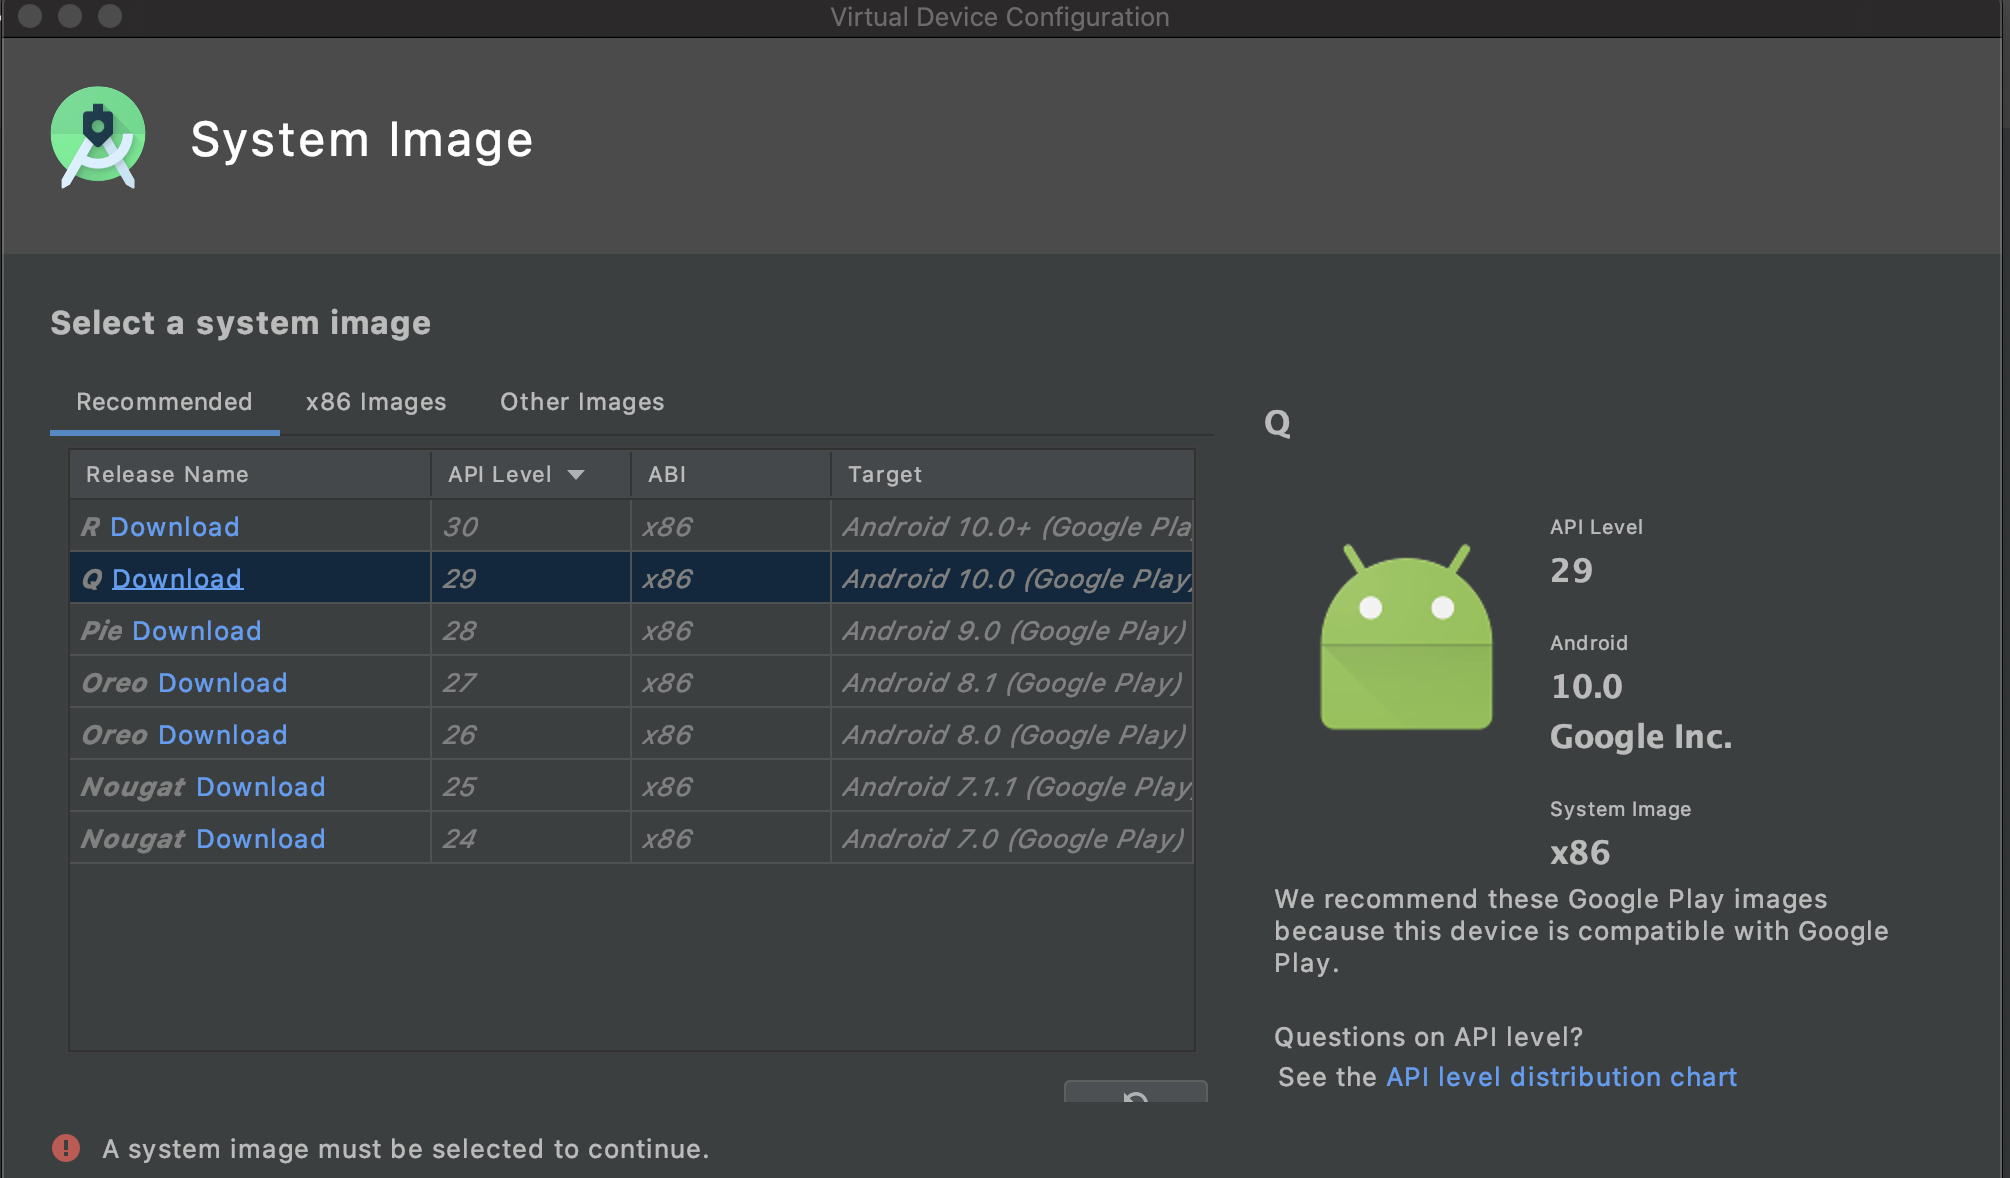 Virtual Device Configuration
System Image
Select a system image
Recommended x86 Images Other Images
Release Name API Level ABI Target
R Download 30 x86 Android 10.0+ (Google Pla
Q Download 29 x86 Android 10.0 (Google Play)
Pie Download 28 x86 Android 9.0 (Google Play)
Oreo Download 27 x86 Android 8.1 (Google Play)
Oreo Download 26 x86 Android 8.0 (Google Play)
Nougat Download 25 x86 Android 7.1.1 (Google Play)
Nougat Download 24 x86 Android 7.0 (Google Play)
Q
API Level
29
Android
10.0
Google Inc.
System Image
x86
We recommend these Google Play images
because this device is compatible with Google
Play.
Questions on API level?
See the API level distribution chart
A system image must be selected to continue.